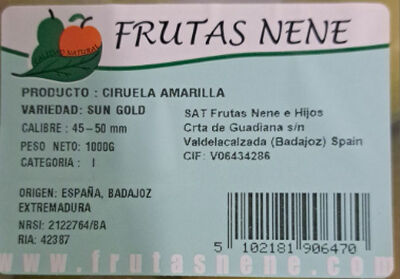 FRUTAS NENE
CALIDAD NATURAL
PRODUCTO : CIRUELA AMARILLA
VARIEDAD: SUN GOLD
CALIBRE : 45-50 mm
PESO NETO: 1000G
CATEGORIA : I
SAT Frutas Nene e Hijos
Crta de Guadiana s/n
Valdelacalzada (Badajoz) Spain
CIF: V06434286
ORIGEN: ESPAÑA, BADAJOZ
EXTREMADURA
NRSI: 2122764/BA
RIA: 42387
5 102181 906470
www.frutasnene.com